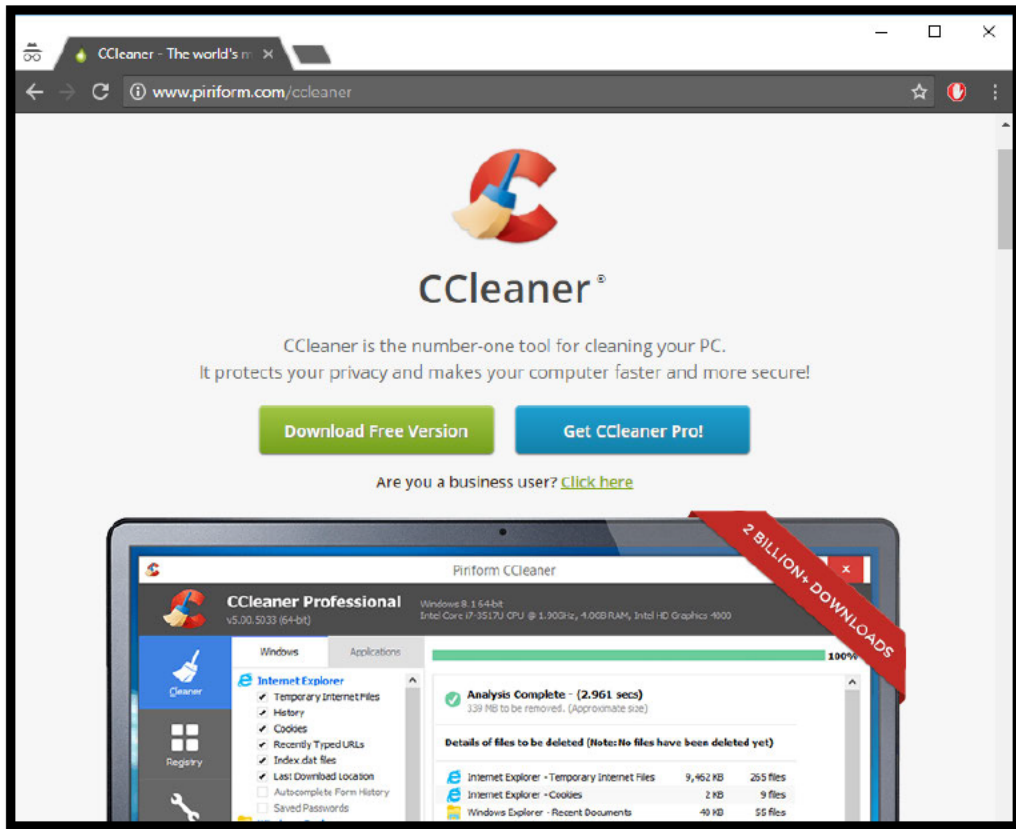 CCleaner - The world's m
www.piriform.com/ccleaner
CCleaner®
CCleaner is the number-one tool for cleaning your PC.
It protects your privacy and makes your computer faster and more secure!
Download Free Version
Get CCleaner Pro!
Are you a business user? Click here
2 BILLION+ DOWNLOADS
Piriform CCleaner
CCleaner Professional
v5.00.5033 (64-bit)
Windows 8.1 64-bit
Intel Core i7-3517U CPU @ 1.90GHz, 4.0GB RAM, Intel HD Graphics 4000
Cleaner
Registry
Windows
Applications
Internet Explorer
Temporary Internet Files
History
Cookies
Recently Typed URLs
Index.dat files
Last Download Location
Autocomplete Form History
Saved Passwords
100%
Analysis Complete - (2.961 secs)
339 MB to be removed. (Approximate size)
Details of files to be deleted (Note: No files have been deleted yet)
Internet Explorer - Temporary Internet Files 9,462 KB 265 files
Internet Explorer - Cookies 2 KB 9 files
Windows Explorer - Recent Documents 40 KB 55 files